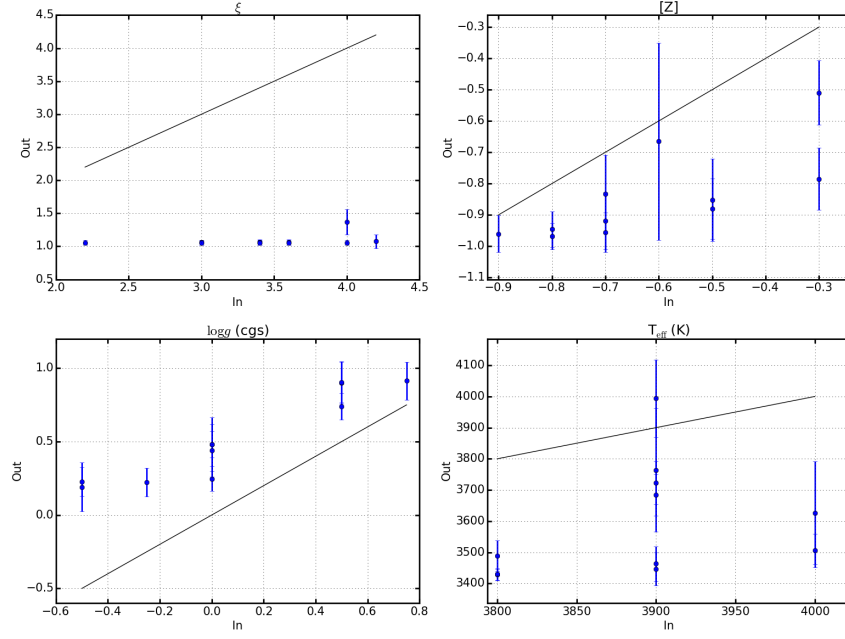 ξ
4.5
4.0
3.5
3.0
2.5
2.0
1.5
1.0
0.5
Out
2.0 2.5 3.0 3.5 4.0 4.5
In
[Z]
−0.3
−0.4
−0.5
−0.6
−0.7
−0.8
−0.9
−1.0
−1.1
Out
−0.9 −0.8 −0.7 −0.6 −0.5 −0.4 −0.3
In
log g (cgs)
1.0
0.5
0.0
−0.5
Out
−0.6 −0.4 −0.2 0.0 0.2 0.4 0.6 0.8
In
T_eff (K)
4100
4000
3900
3800
3700
3600
3500
3400
Out
3800 3850 3900 3950 4000
In